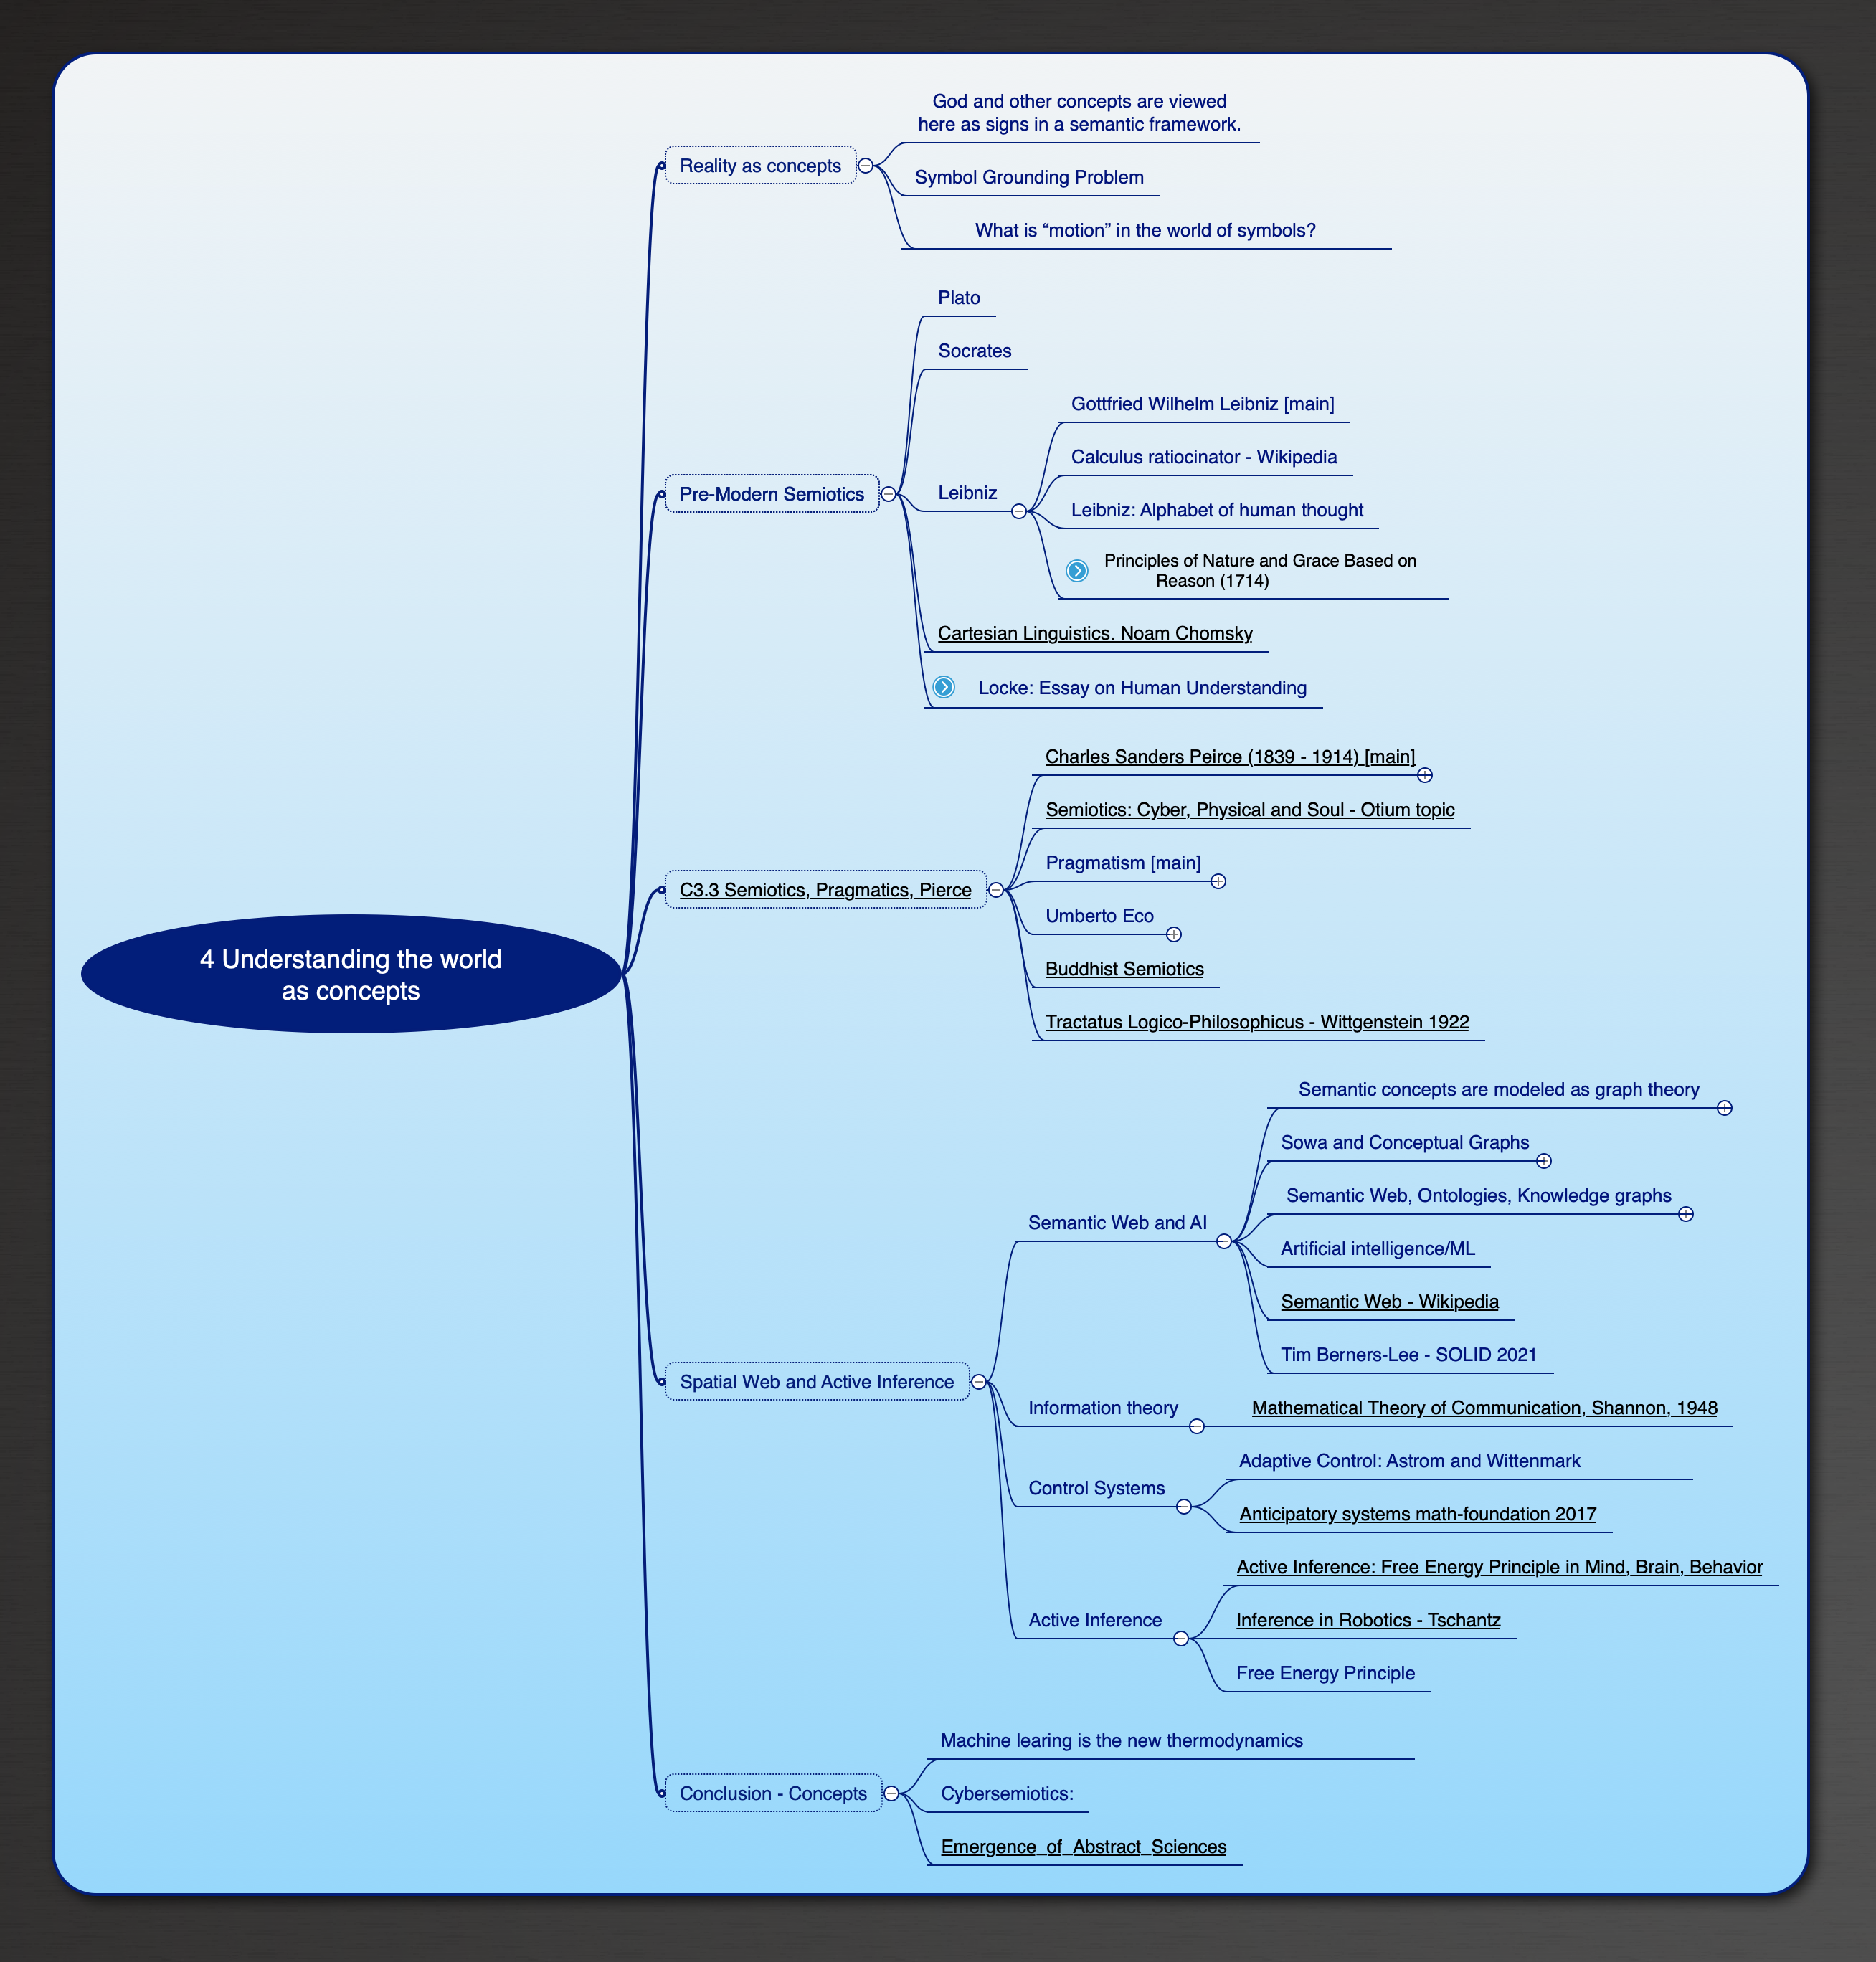 4 Understanding the world
as concepts
Reality as concepts
God and other concepts are viewed
here as signs in a semantic framework.
Symbol Grounding Problem
What is “motion” in the world of symbols?
Pre-Modern Semiotics
Plato
Socrates
Leibniz
Gottfried Wilhelm Leibniz [main]
Calculus ratiocinator - Wikipedia
Leibniz: Alphabet of human thought
Principles of Nature and Grace Based on
Reason (1714)
Cartesian Linguistics. Noam Chomsky
Locke: Essay on Human Understanding
C3.3 Semiotics, Pragmatics, Pierce
Charles Sanders Peirce (1839 - 1914) [main]
Semiotics: Cyber, Physical and Soul - Otium topic
Pragmatism [main]
Umberto Eco
Buddhist Semiotics
Tractatus Logico-Philosophicus - Wittgenstein 1922
Spatial Web and Active Inference
Semantic Web and AI
Semantic concepts are modeled as graph theory
Sowa and Conceptual Graphs
Semantic Web, Ontologies, Knowledge graphs
Artificial intelligence/ML
Semantic Web - Wikipedia
Tim Berners-Lee - SOLID 2021
Information theory
Mathematical Theory of Communication, Shannon, 1948
Control Systems
Adaptive Control: Astrom and Wittenmark
Anticipatory systems math-foundation 2017
Active Inference
Active Inference: Free Energy Principle in Mind, Brain, Behavior
Inference in Robotics - Tschantz
Free Energy Principle
Conclusion - Concepts
Machine learing is the new thermodynamics
Cybersemiotics:
Emergence_of_Abstract_Sciences